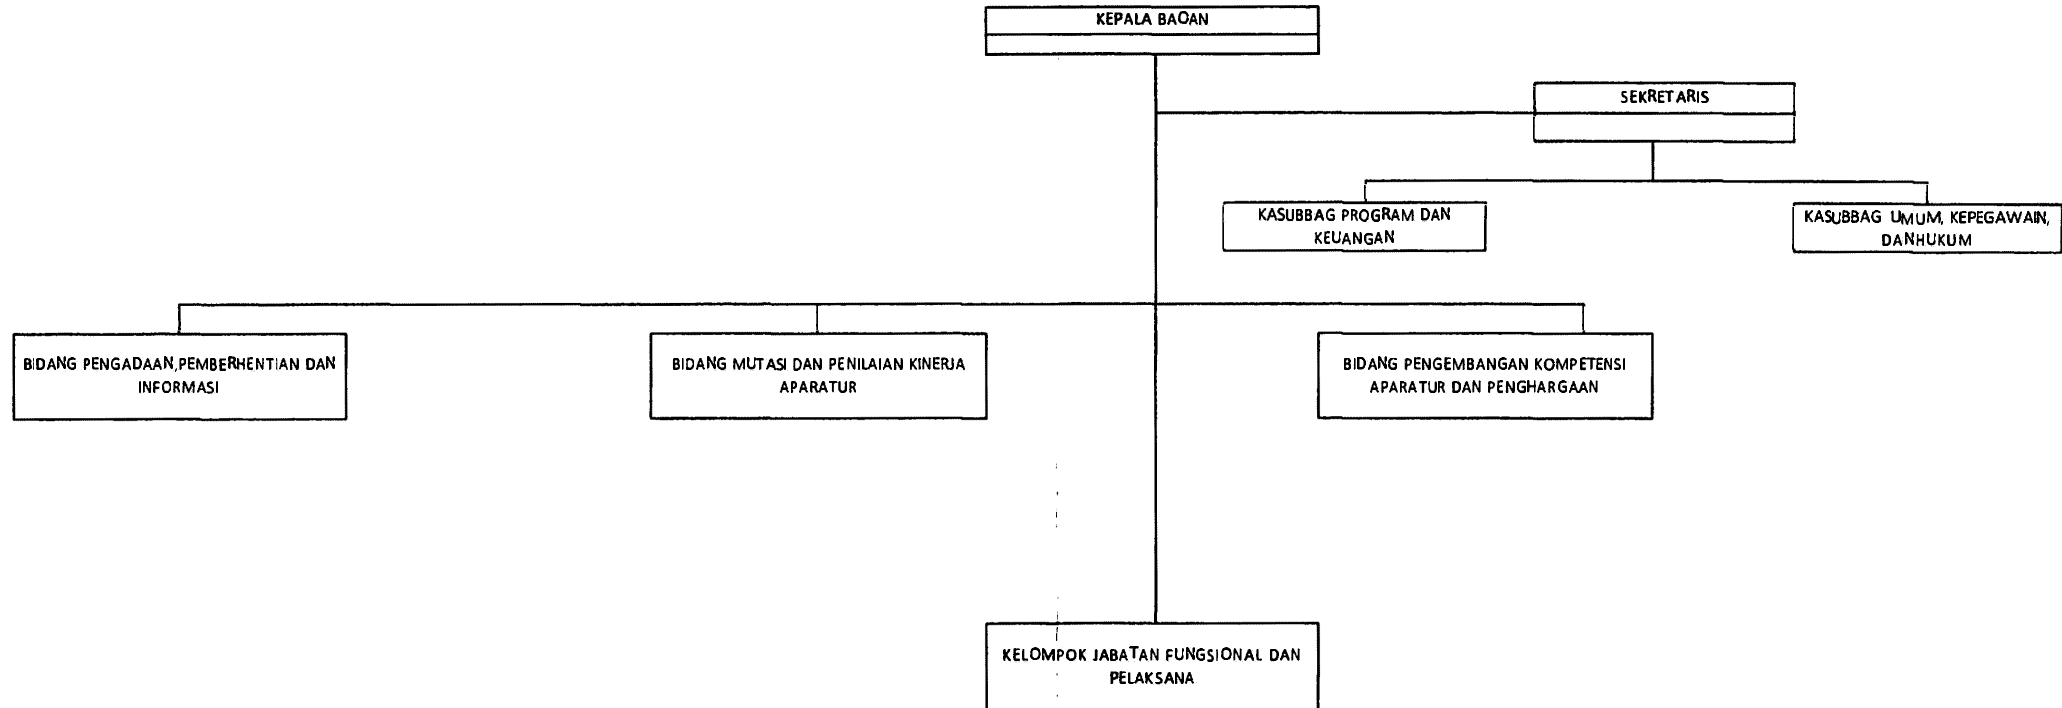 KEPALA BADAN
SEKRETARIS
KASUBBAG PROGRAM DAN
KEUANGAN
KASUBBAG UMUM, KEPEGAWAIN,
DANHUKUM
BIDANG PENGADAAN,PEMBERHENTIAN DAN
INFORMASI
BIDANG MUTASI DAN PENILAIAN KINERJA
APARATUR
BIDANG PENGEMBANGAN KOMPETENSI
APARATUR DAN PENGHARGAAN
KELOMPOK JABATAN FUNGSIONAL DAN
PELAKSANA